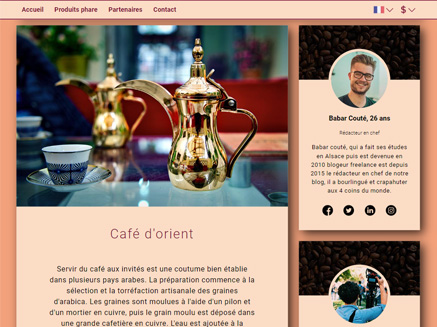 Accueil Produits phare Partenaires Contact $
Café d'orient
Servir du café aux invités est une coutume bien établie
dans plusieurs pays arabes. La préparation commence à la
sélection et la torréfaction artisanale des graines
d'arabica. Les graines sont moulues à l'aide d'un pilon et
d'un mortier en cuivre, puis le grain moulu est déposé dans
une grande cafetière en cuivre. L'eau est ajoutée à la
Babar Couté, 26 ans
Rédacteur en chef
Babar couté, qui a fait ses études
en Alsace puis est devenue en
2010 blogeur freelance est depuis
2015 le rédacteur en chef de notre
blog, il a bourlingué et crapahuter
aux 4 coins du monde.